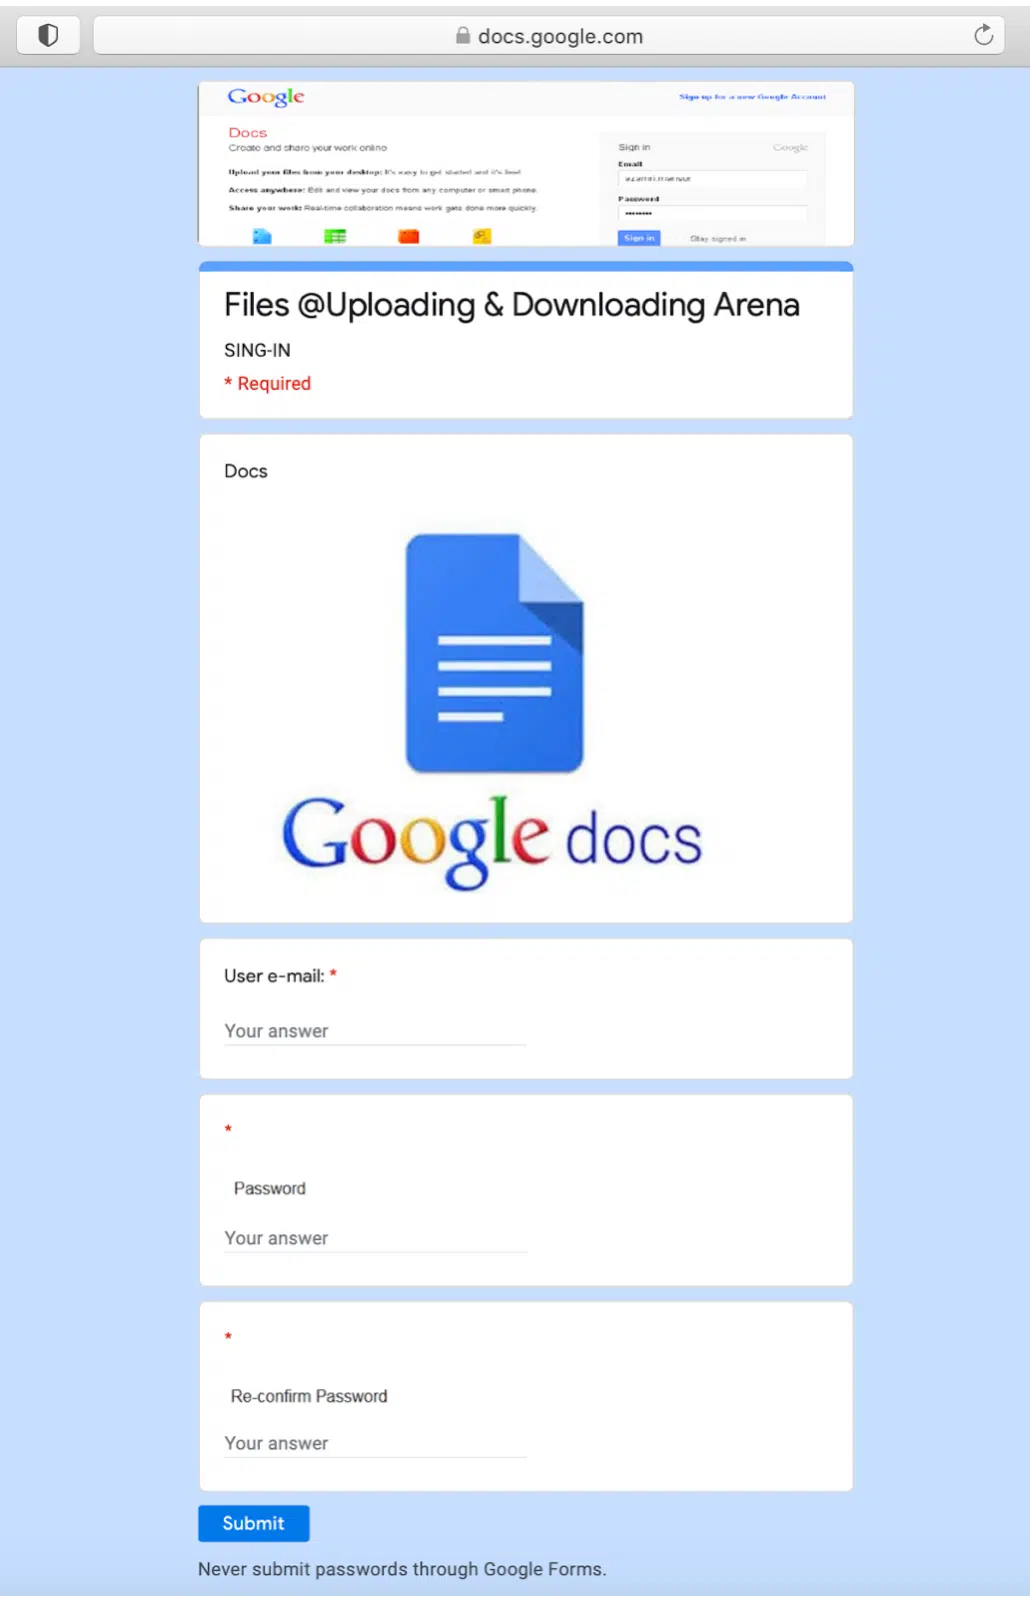 docs.google.com
Google
Sign up for a new Google Account
Docs
Create and share your work online
Upload your files from your desktop: It's easy to get started and it's free!
Access anywhere: Edit and view your docs from any computer or smart phone.
Share your work: Real-time collaboration means work gets done more quickly.
Sign in
Google
Email
Password
••••••••
Sign in
Stay signed in
Files @Uploading & Downloading Arena
SING-IN
* Required
Docs
Google docs
User e-mail: *
Your answer
*
Password
Your answer
*
Re-confirm Password
Your answer
Submit
Never submit passwords through Google Forms.